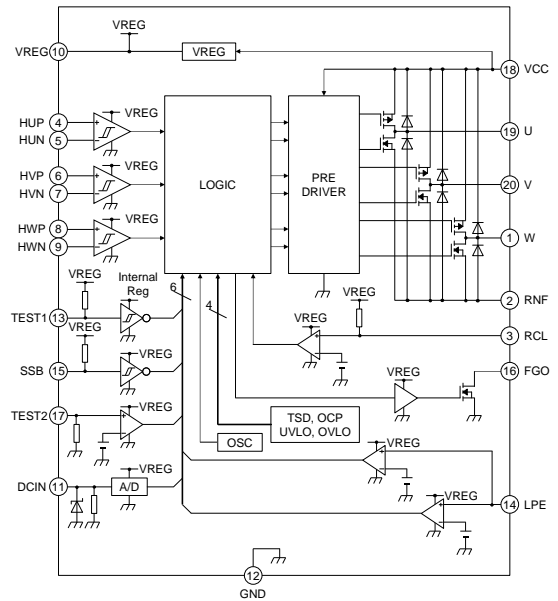 VREG
VREG 10
VREG
18 VCC
HUP 4
HUN 5
VREG
19 U
HVP 6
HVN 7
VREG
LOGIC
PRE
DRIVER
20 V
HWP 8
HWN 9
VREG
1 W
VREG
Internal
Reg
6
4
VREG
2 RNF
TEST1 13
VREG
VREG
3 RCL
SSB 15
16 FGO
VREG
TEST2 17
VREG
TSD, OCP
UVLO, OVLO
OSC
VREG
DCIN 11
A/D
VREG
VREG
14 LPE
12
GND